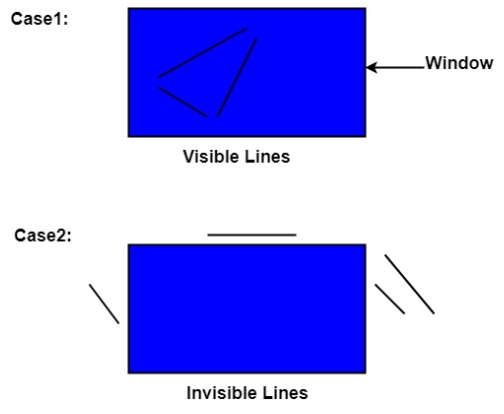 Case1:
Window
Visible Lines
Case2:
Invisible Lines